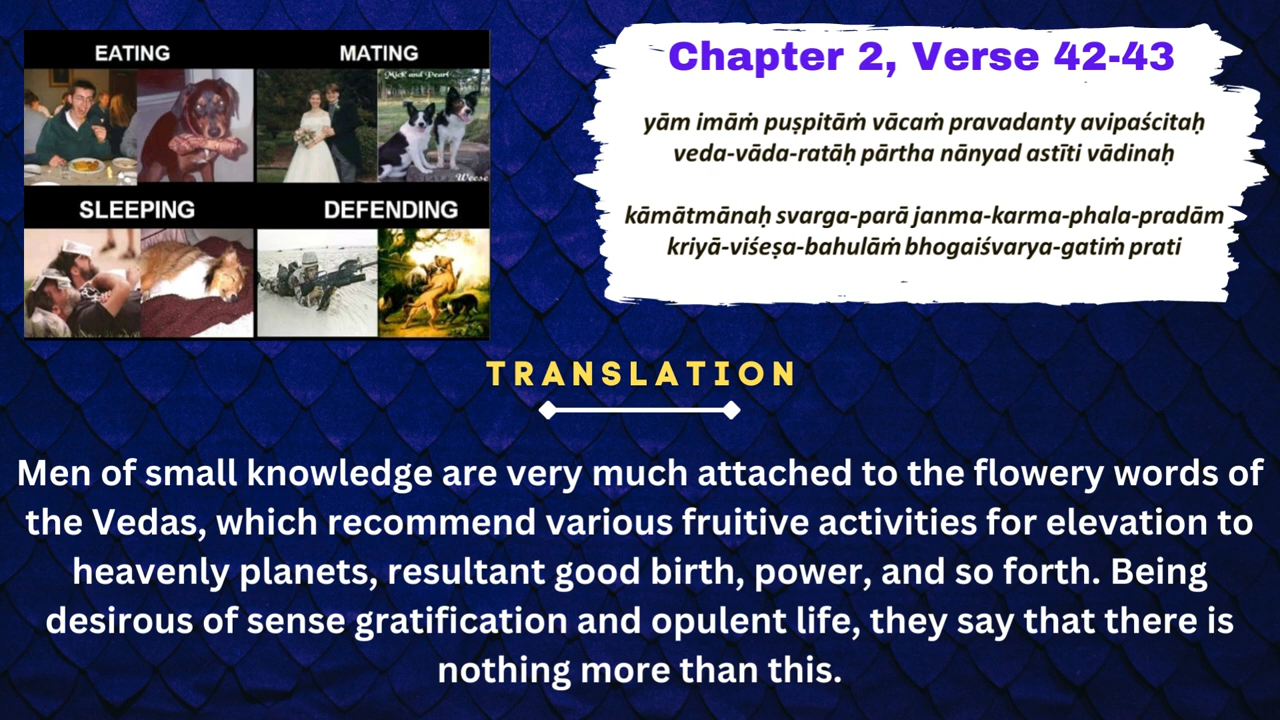 EATING
MATING
Mick and Pearl
Weese
SLEEPING
DEFENDING
Chapter 2, Verse 42-43
yām imāṁ puṣpitāṁ vācaṁ pravadanty avipaścitaḥ
veda-vāda-ratāḥ pārtha nānyad astīti vādinaḥ
kāmātmānaḥ svarga-parā janma-karma-phala-pradām
kriyā-viśeṣa-bahulāṁ bhogaiśvarya-gatiṁ prati
TRANSLATION
Men of small knowledge are very much attached to the flowery words of
the Vedas, which recommend various fruitive activities for elevation to
heavenly planets, resultant good birth, power, and so forth. Being
desirous of sense gratification and opulent life, they say that there is
nothing more than this.